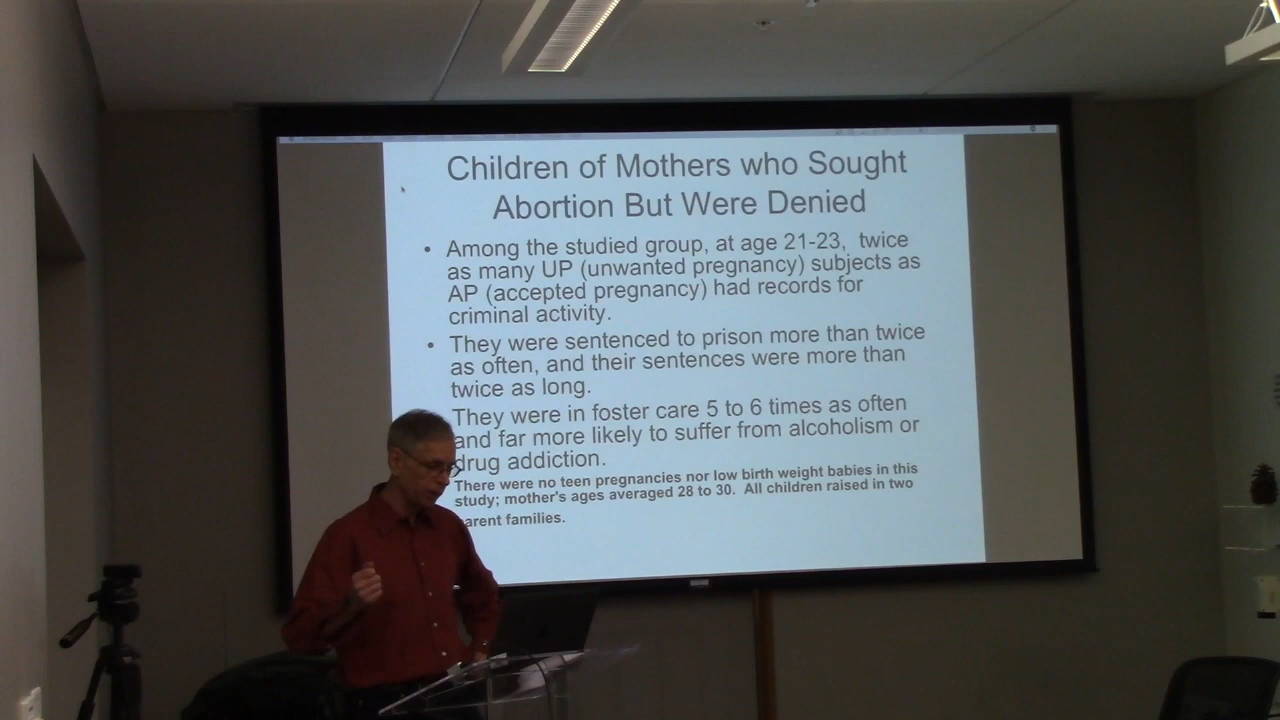 Children of Mothers who Sought
Abortion But Were Denied
• Among the studied group, at age 21-23, twice
as many UP (unwanted pregnancy) subjects as
AP (accepted pregnancy) had records for
criminal activity.
• They were sentenced to prison more than twice
as often, and their sentences were more than
twice as long.
They were in foster care 5 to 6 times as often
and far more likely to suffer from alcoholism or
drug addiction.
There were no teen pregnancies nor low birth weight babies in this
study; mother's ages averaged 28 to 30. All children raised in two
arent families.